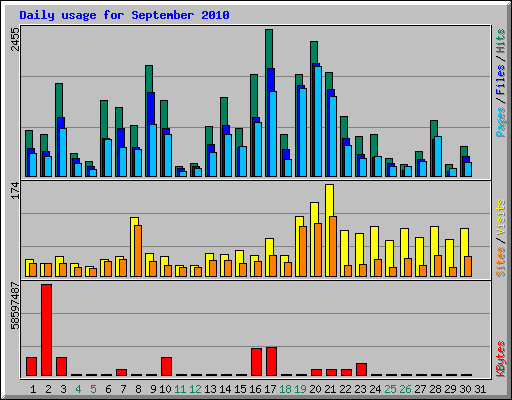 Daily usage for September 2010
2455
Pages / Files / Hits
174
Sites / Visits
58597487
KBytes
1 2 3 4 5 6 7 8 9 10 11 12 13 14 15 16 17 18 19 20 21 22 23 24 25 26 27 28 29 30 31